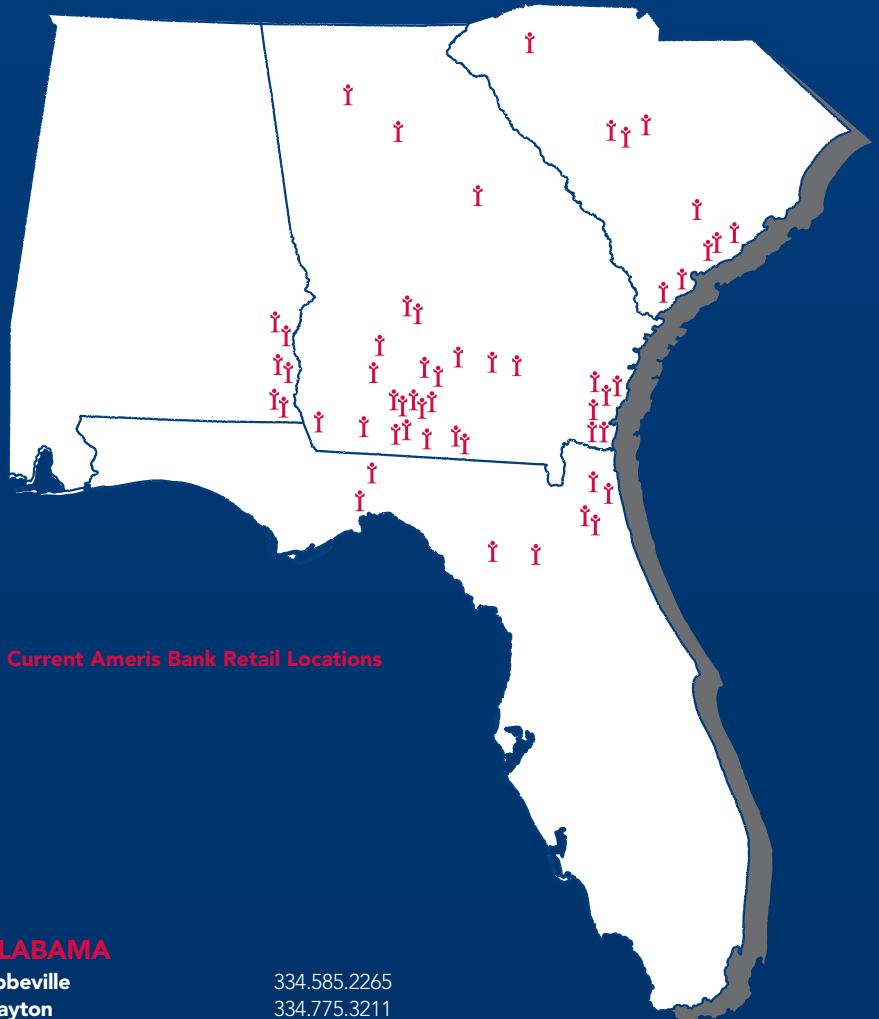 Current Ameris Bank Retail Locations
LABAMA
bbeville 334.585.2265
ayton 334.775.3211